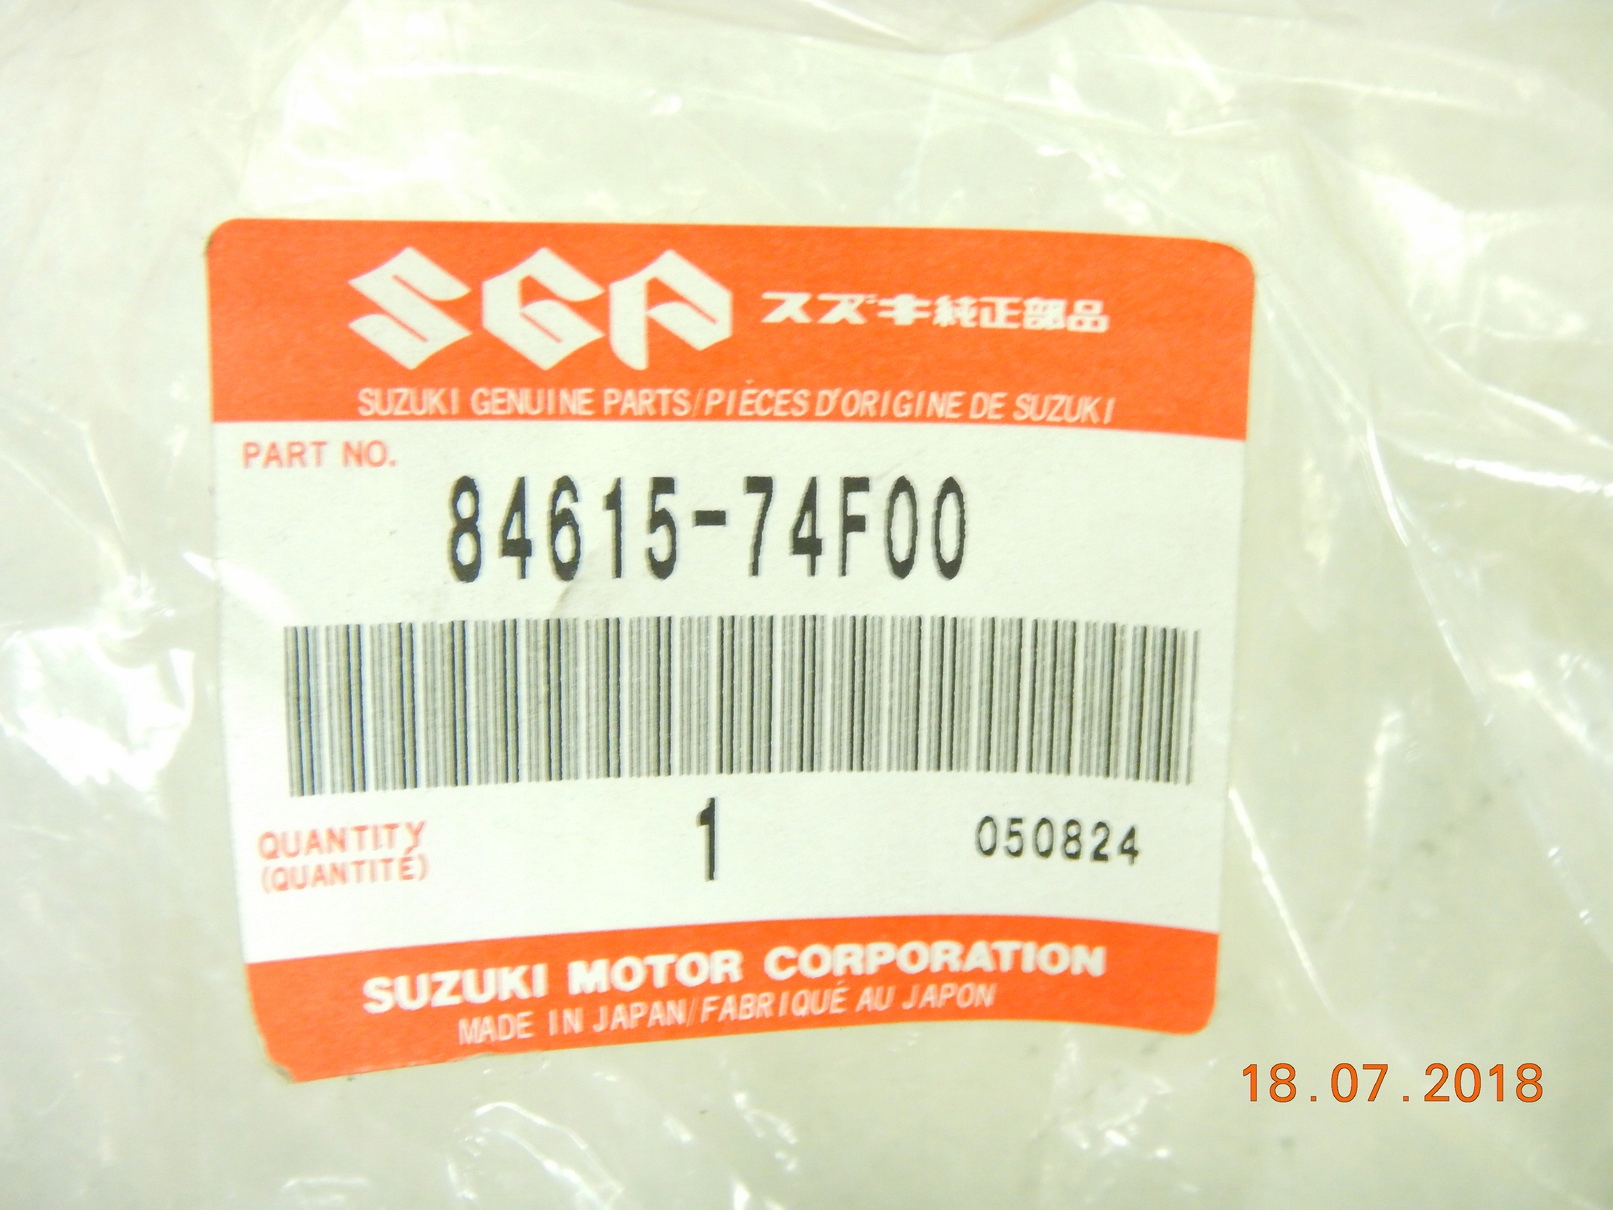 SGP スズキ純正部品
SUZUKI GENUINE PARTS/PIÈCES D'ORIGINE DE SUZUKI
PART NO.
84615-74F00
QUANTITY 1 050824
(QUANTITÉ)
SUZUKI MOTOR CORPORATION
MADE IN JAPAN/FABRIQUÉ AU JAPON
18.07.2018